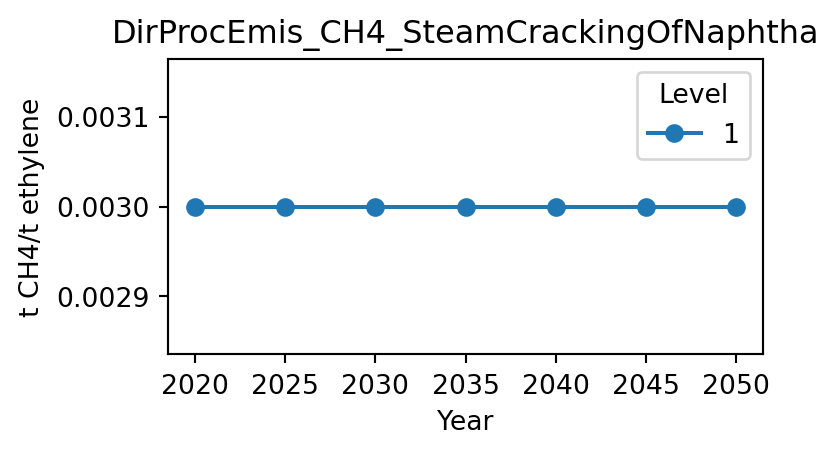 DirProcEmis_CH4_SteamCrackingOfNaphtha
t CH4/t ethylene
0.0031
0.0030
0.0029
Level
1
2020 2025 2030 2035 2040 2045 2050
Year